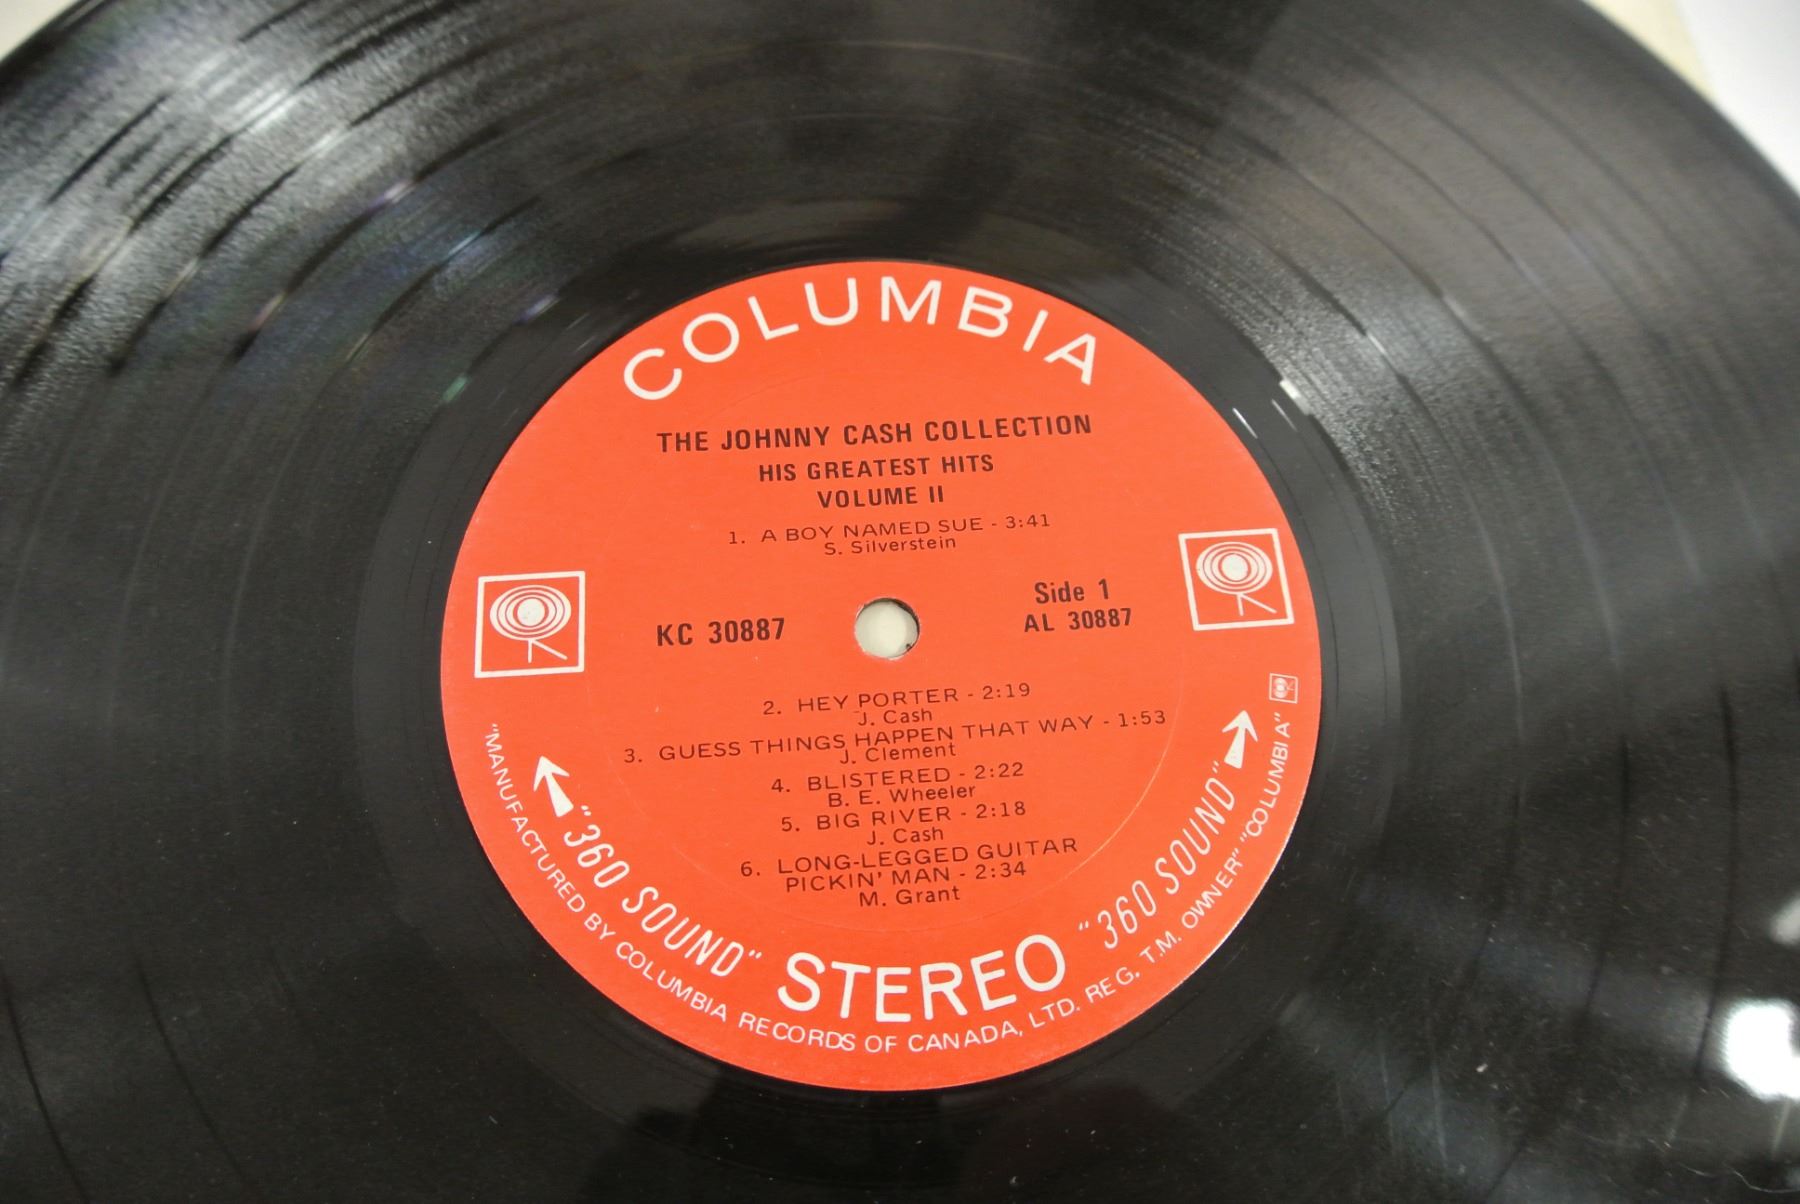 COLUMBIA
THE JOHNNY CASH COLLECTION
HIS GREATEST HITS
VOLUME II
1. A BOY NAMED SUE - 3:41
S. Silverstein
KC 30887
Side 1
AL 30887
2. HEY PORTER - 2:19
J. Cash
3. GUESS THINGS HAPPEN THAT WAY - 1:53
J. Clement
4. BLISTERED - 2:22
B. E. Wheeler
5. BIG RIVER - 2:18
J. Cash
6. LONG-LEGGED GUITAR
PICKIN' MAN - 2:34
M. Grant
"360 SOUND" STEREO "360 SOUND"
"MANUFACTURED BY COLUMBIA RECORDS OF CANADA, LTD. REG. T.M. OWNER" "COLUMBIA"